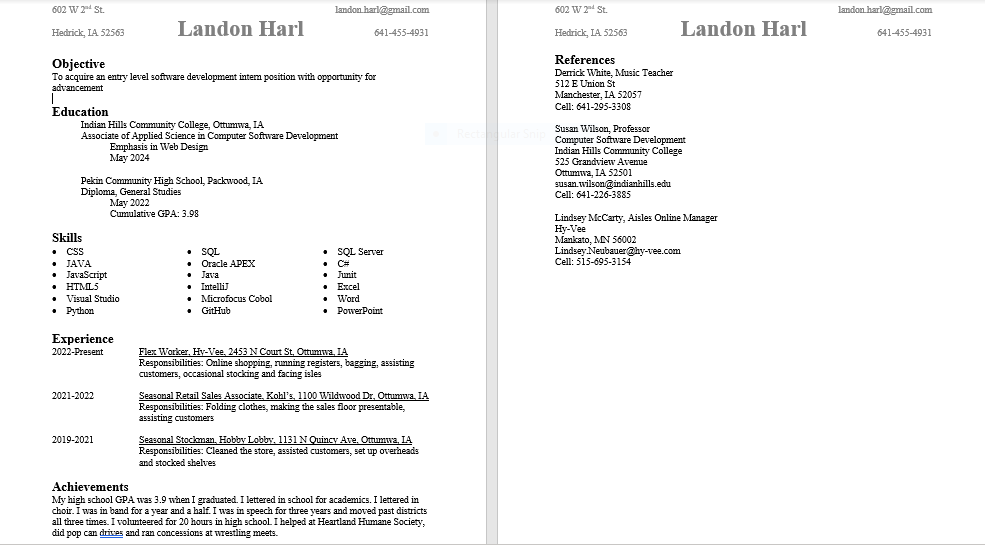 602 W 2nd St. landon.harl@gmail.com
Hedrick, IA 52563 Landon Harl 641-455-4931
Objective
To acquire an entry level software development intern position with opportunity for
advancement
Education
Indian Hills Community College, Ottumwa, IA
Associate of Applied Science in Computer Software Development
Emphasis in Web Design
May 2024
Pekin Community High School, Packwood, IA
Diploma, General Studies
May 2022
Cumulative GPA: 3.98
Skills
• CSS • SQL • SQL Server
• JAVA • Oracle APEX • C#
• JavaScript • Java • Junit
• HTML5 • IntelliJ • Excel
• Visual Studio • Microfocus Cobol • Word
• Python • GitHub • PowerPoint
Experience
2022-Present Flex Worker, Hy-Vee, 2453 N Court St, Ottumwa, IA
Responsibilities: Online shopping, running registers, bagging, assisting
customers, occasional stocking and facing isles
2021-2022 Seasonal Retail Sales Associate, Kohl's, 1100 Wildwood Dr, Ottumwa, IA
Responsibilities: Folding clothes, making the sales floor presentable,
assisting customers
2019-2021 Seasonal Stockman, Hobby Lobby, 1131 N Quincy Ave, Ottumwa, IA
Responsibilities: Cleaned the store, assisted customers, set up overheads
and stocked shelves
Achievements
My high school GPA was 3.9 when I graduated. I lettered in school for academics. I lettered in
choir. I was in band for a year and a half. I was in speech for three years and moved past districts
all three times. I volunteered for 20 hours in high school. I helped at Heartland Humane Society,
did pop can drives and ran concessions at wrestling meets.
602 W 2nd St. landon.harl@gmail.com
Hedrick, IA 52563 Landon Harl 641-455-4931
References
Derrick White, Music Teacher
512 E Union St
Manchester, IA 52057
Cell: 641-295-3308
Susan Wilson, Professor
Computer Software Development
Indian Hills Community College
525 Grandview Avenue
Ottumwa, IA 52501
susan.wilson@indianhills.edu
Cell: 641-226-3885
Lindsey McCarty, Aisles Online Manager
Hy-Vee
Mankato, MN 56002
Lindsey.Neubauer@hy-vee.com
Cell: 515-695-3154
Rectangular Snip